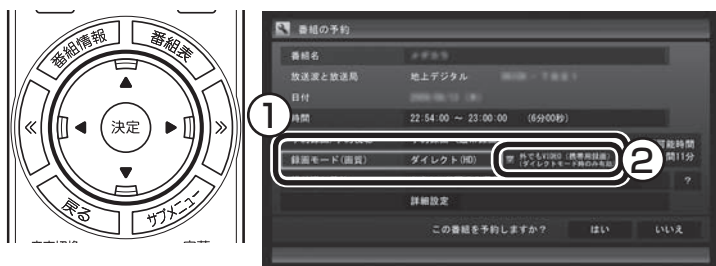 番組情報
番組表
決定
戻る
サブメニュー
①
②
番組の予約
番組名
放送波と放送局 地上デジタル
日付
時間 22:54:00 ～ 23:00:00 (6分00秒)
可能時間
録画モード(画質) ダイレクト(HD) 外でもVIDEO (携帯用録画)
(ダイレクトモード時のみ有効
間11分
?
詳細設定
この番組を予約しますか? はい いいえ